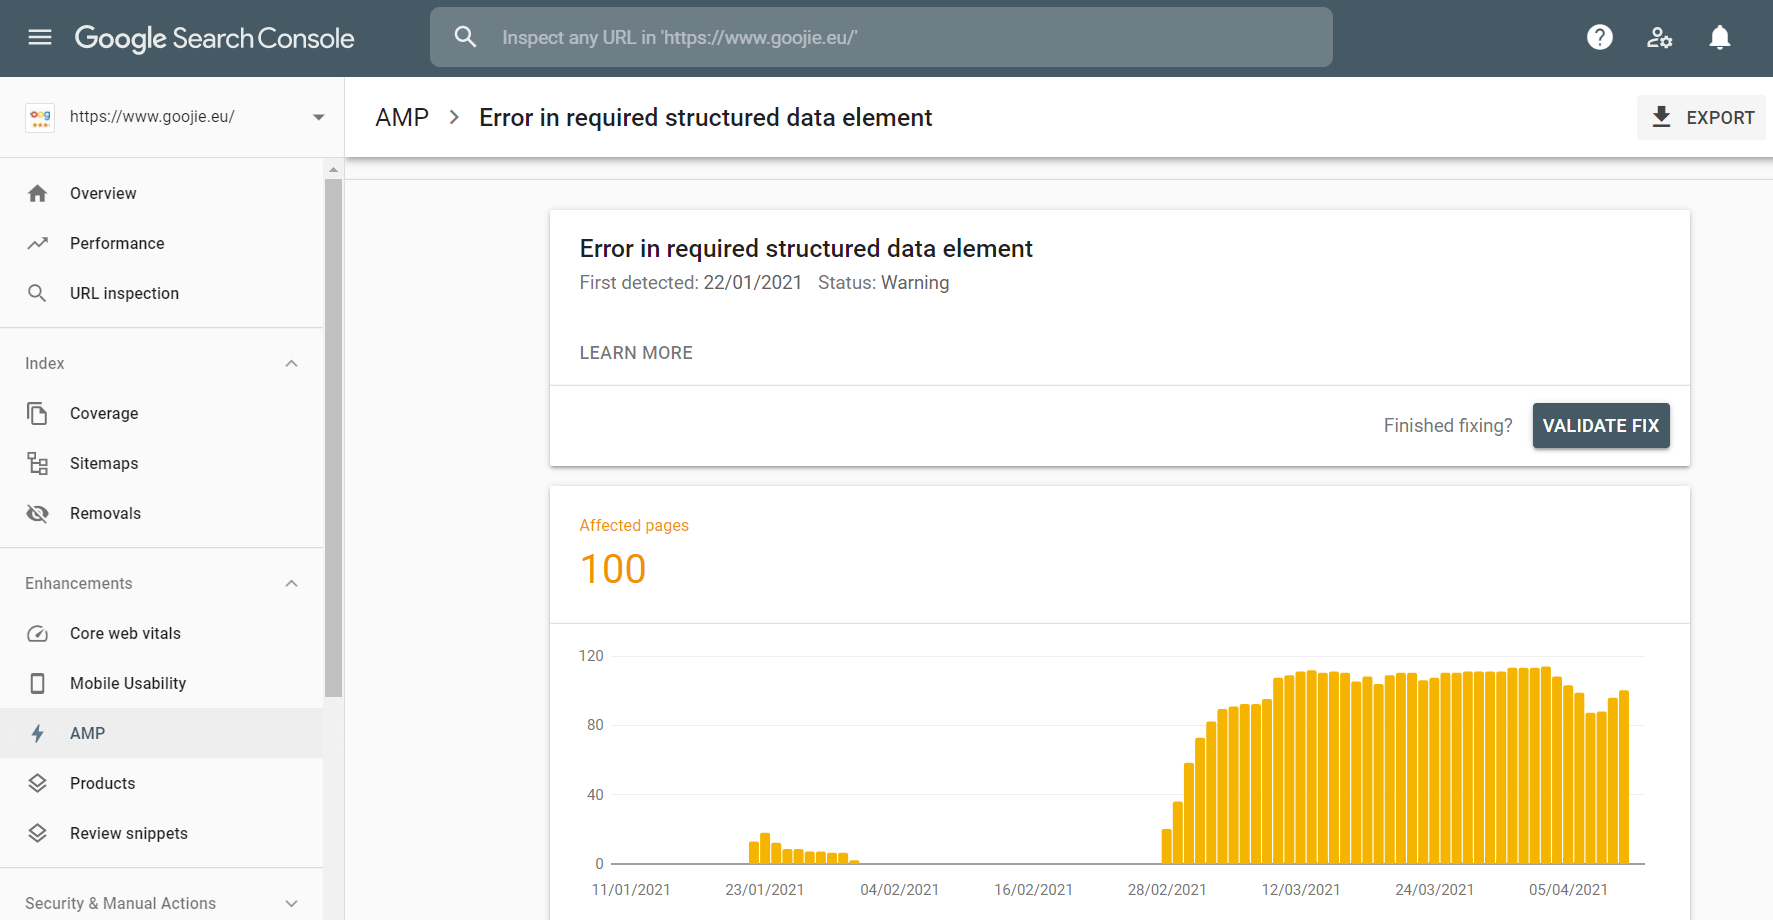 Google Search Console
Inspect any URL in 'https://www.goojie.eu/'
https://www.goojie.eu/
AMP > Error in required structured data element
EXPORT
Overview
Performance
URL inspection
Index
Coverage
Sitemaps
Removals
Enhancements
Core web vitals
Mobile Usability
AMP
Products
Review snippets
Security & Manual Actions
Error in required structured data element
First detected: 22/01/2021 Status: Warning
LEARN MORE
Finished fixing? VALIDATE FIX
Affected pages
100
120
80
40
0
11/01/2021 23/01/2021 04/02/2021 16/02/2021 28/02/2021 12/03/2021 24/03/2021 05/04/2021